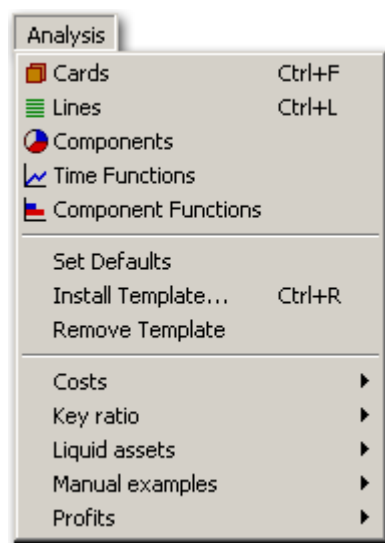 Analysis
Cards Ctrl+F
Lines Ctrl+L
Components
Time Functions
Component Functions
Set Defaults
Install Template... Ctrl+R
Remove Template
Costs
Key ratio
Liquid assets
Manual examples
Profits